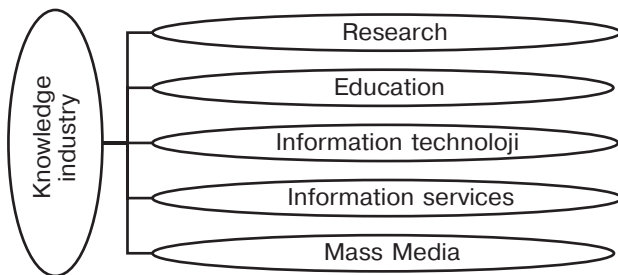 Knowledge
industry
Research
Education
Information technoloji
Information services
Mass Media